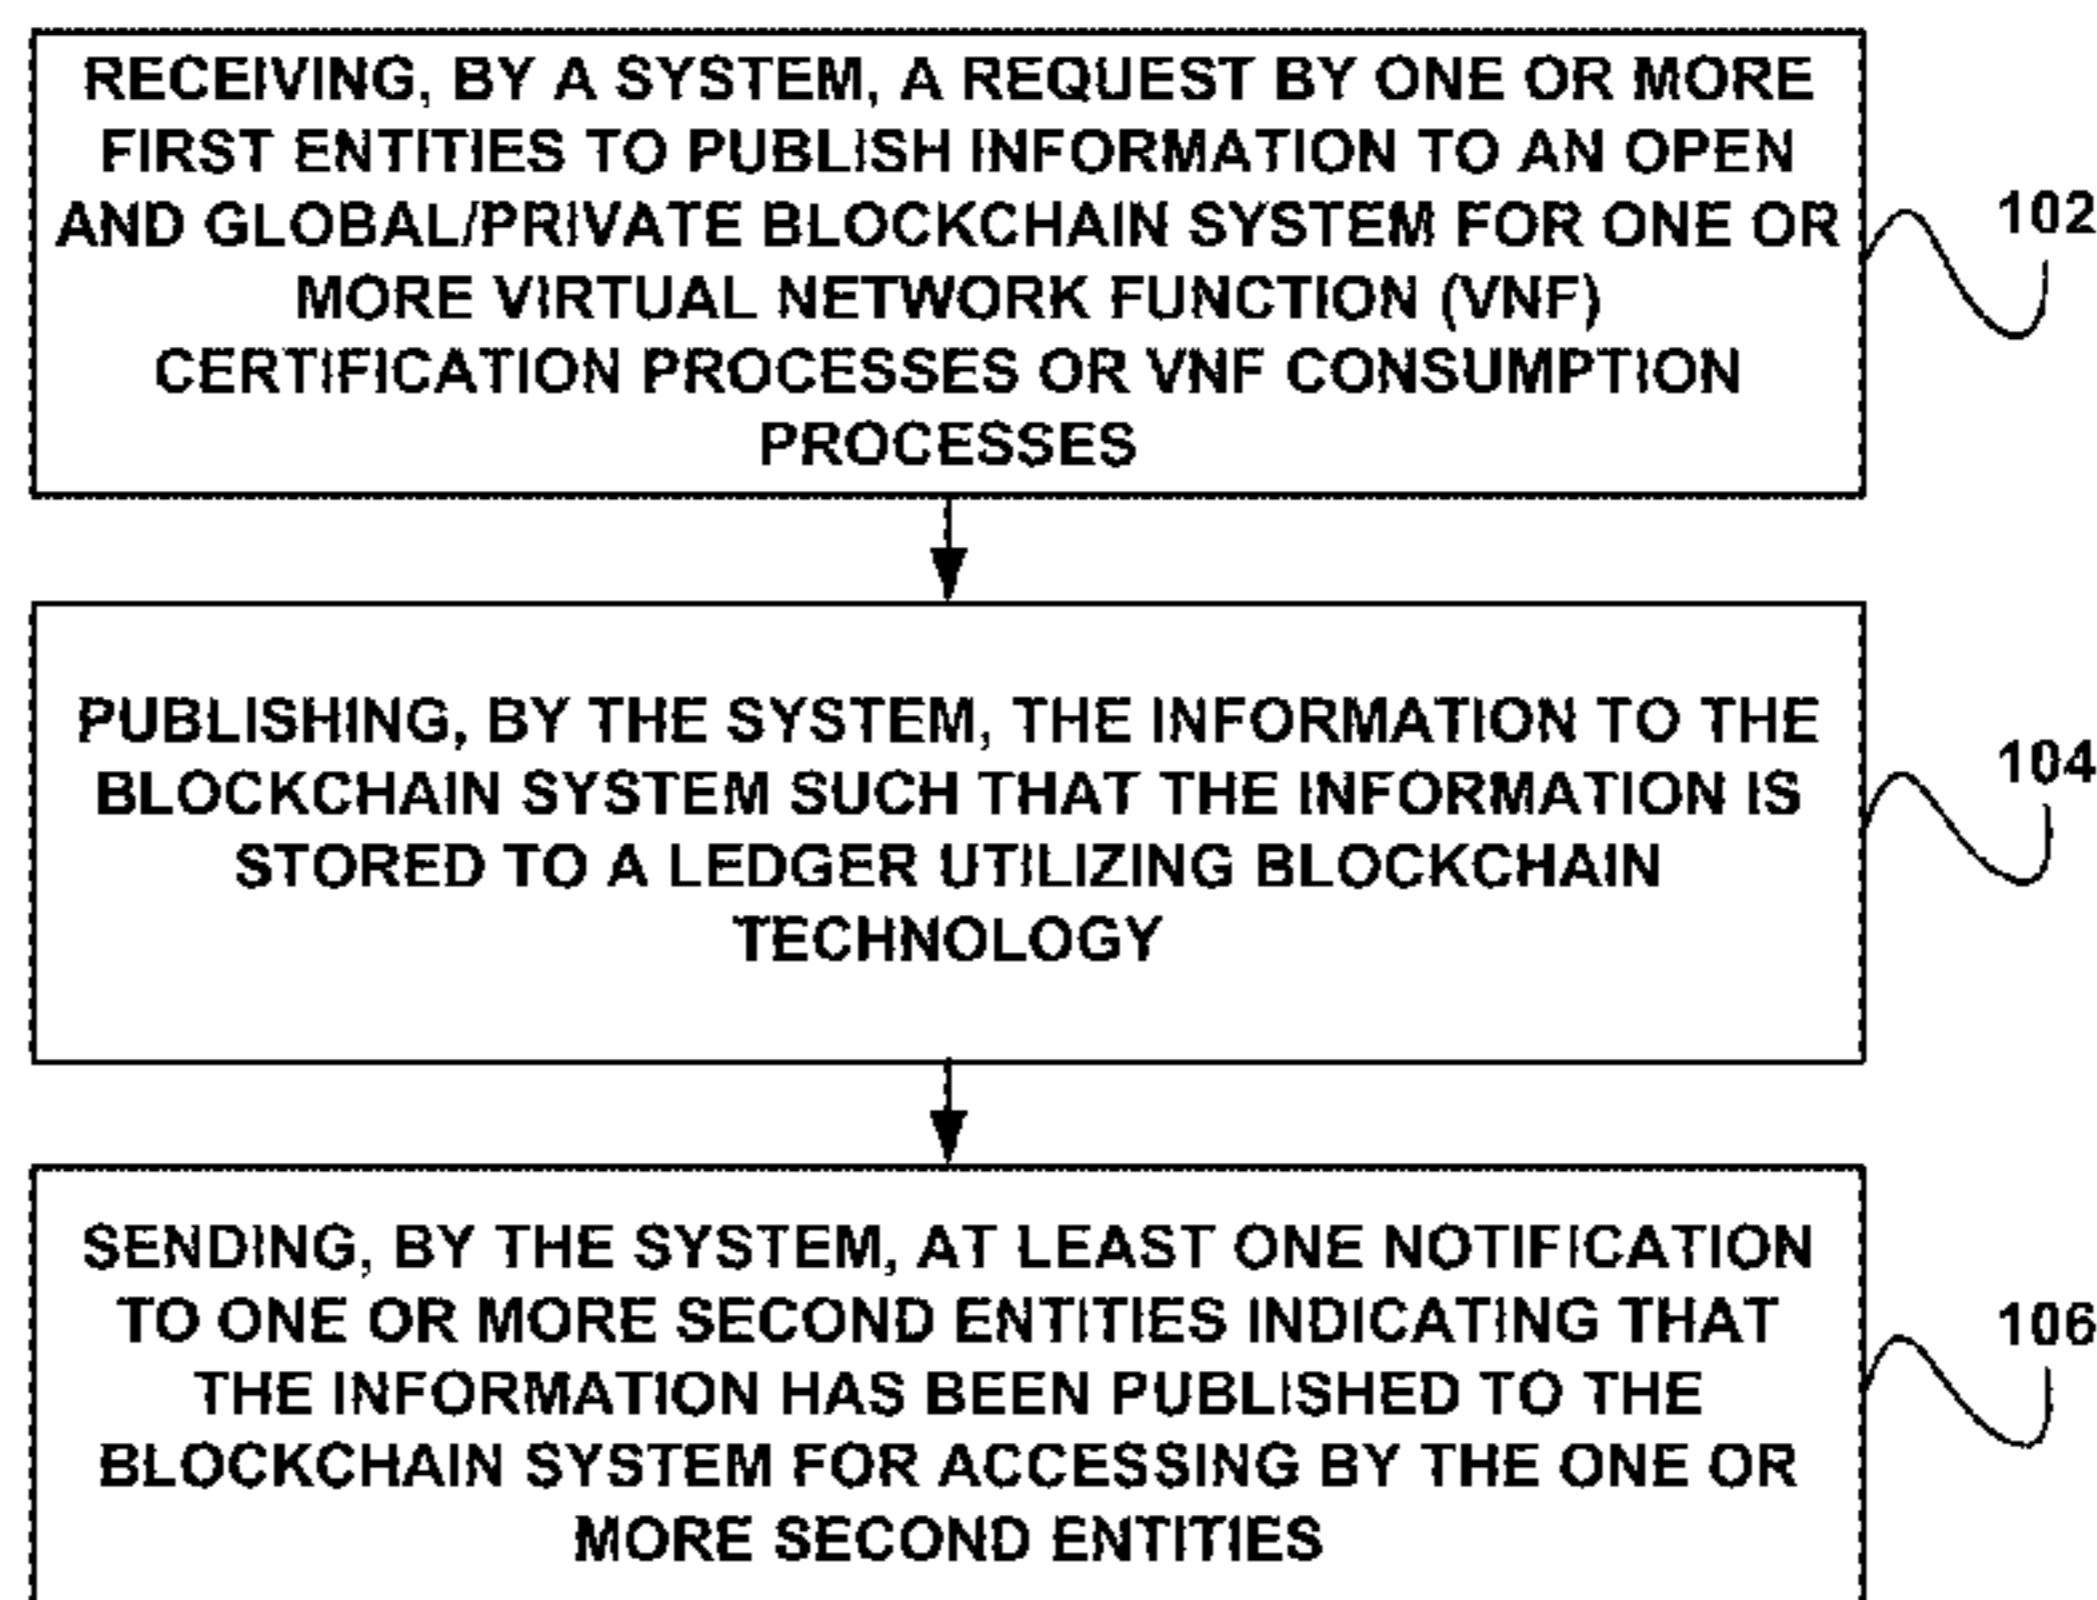 RECEIVING, BY A SYSTEM, A REQUEST BY ONE OR MORE
FIRST ENTITIES TO PUBLISH INFORMATION TO AN OPEN
AND GLOBAL/PRIVATE BLOCKCHAIN SYSTEM FOR ONE OR
MORE VIRTUAL NETWORK FUNCTION (VNF)
CERTIFICATION PROCESSES OR VNF CONSUMPTION
PROCESSES
102
PUBLISHING, BY THE SYSTEM, THE INFORMATION TO THE
BLOCKCHAIN SYSTEM SUCH THAT THE INFORMATION IS
STORED TO A LEDGER UTILIZING BLOCKCHAIN
TECHNOLOGY
104
SENDING, BY THE SYSTEM, AT LEAST ONE NOTIFICATION
TO ONE OR MORE SECOND ENTITIES INDICATING THAT
THE INFORMATION HAS BEEN PUBLISHED TO THE
BLOCKCHAIN SYSTEM FOR ACCESSING BY THE ONE OR
MORE SECOND ENTITIES
106